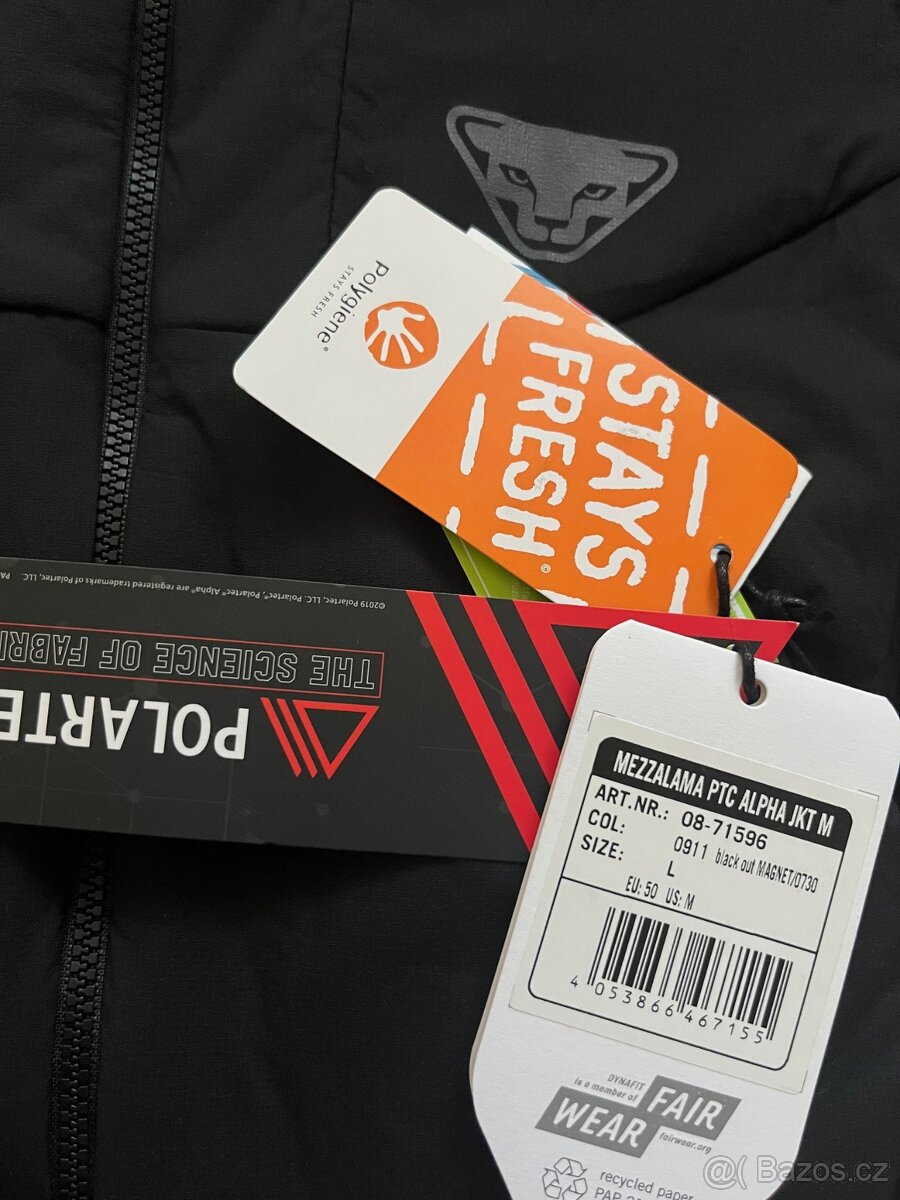 Polygiene®
STAYS FRESH
STAYS
FRESH©
©2019 Polartec, LLC. Polartec®, Polartec® Alpha® are registered trademarks of Polartec, LLC.
THE SCIENCE OF
POLARTE
MEZZALAMA PTC ALPHA JKT M
ART.NR.: 08-71596
COL: 0911 black out MAGNET/0730
SIZE: L
EU: 50 US: M
4 053866 467155
DYNAFIT
is a member of
FAIR
WEAR
fairwear.org
recycled paper
PAP
@( Bazos.cz